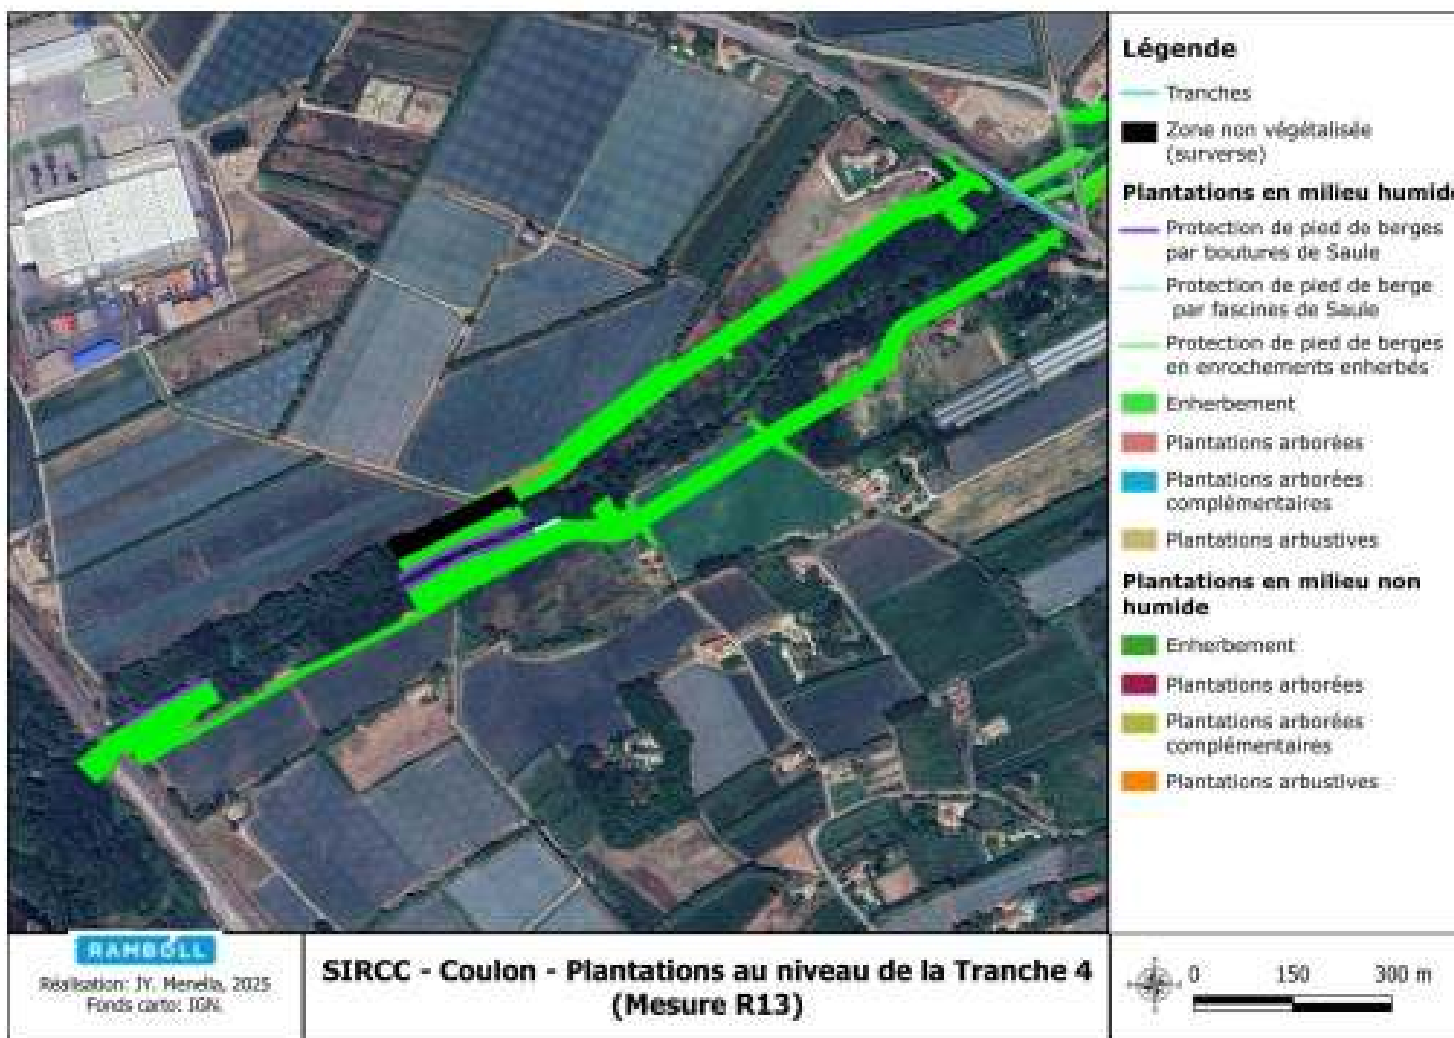 Légende
Tranches
Zone non végétalisée
(surverse)
Plantations en milieu humide
Protection de pied de berges
par boutures de Saule
Protection de pied de berge
par fascines de Saule
Protection de pied de berges
en enrochements enherbés
Enherbement
Plantations arborées
Plantations arborées
complémentaires
Plantations arbustives
Plantations en milieu non
humide
Enherbement
Plantations arborées
Plantations arborées
complémentaires
Plantations arbustives
RAMBOLL
Réalisation: JY. Menella, 2025
Fonds carto: IGN.
SIRCC - Coulon - Plantations au niveau de la Tranche 4
(Mesure R13)
0 150 300 m